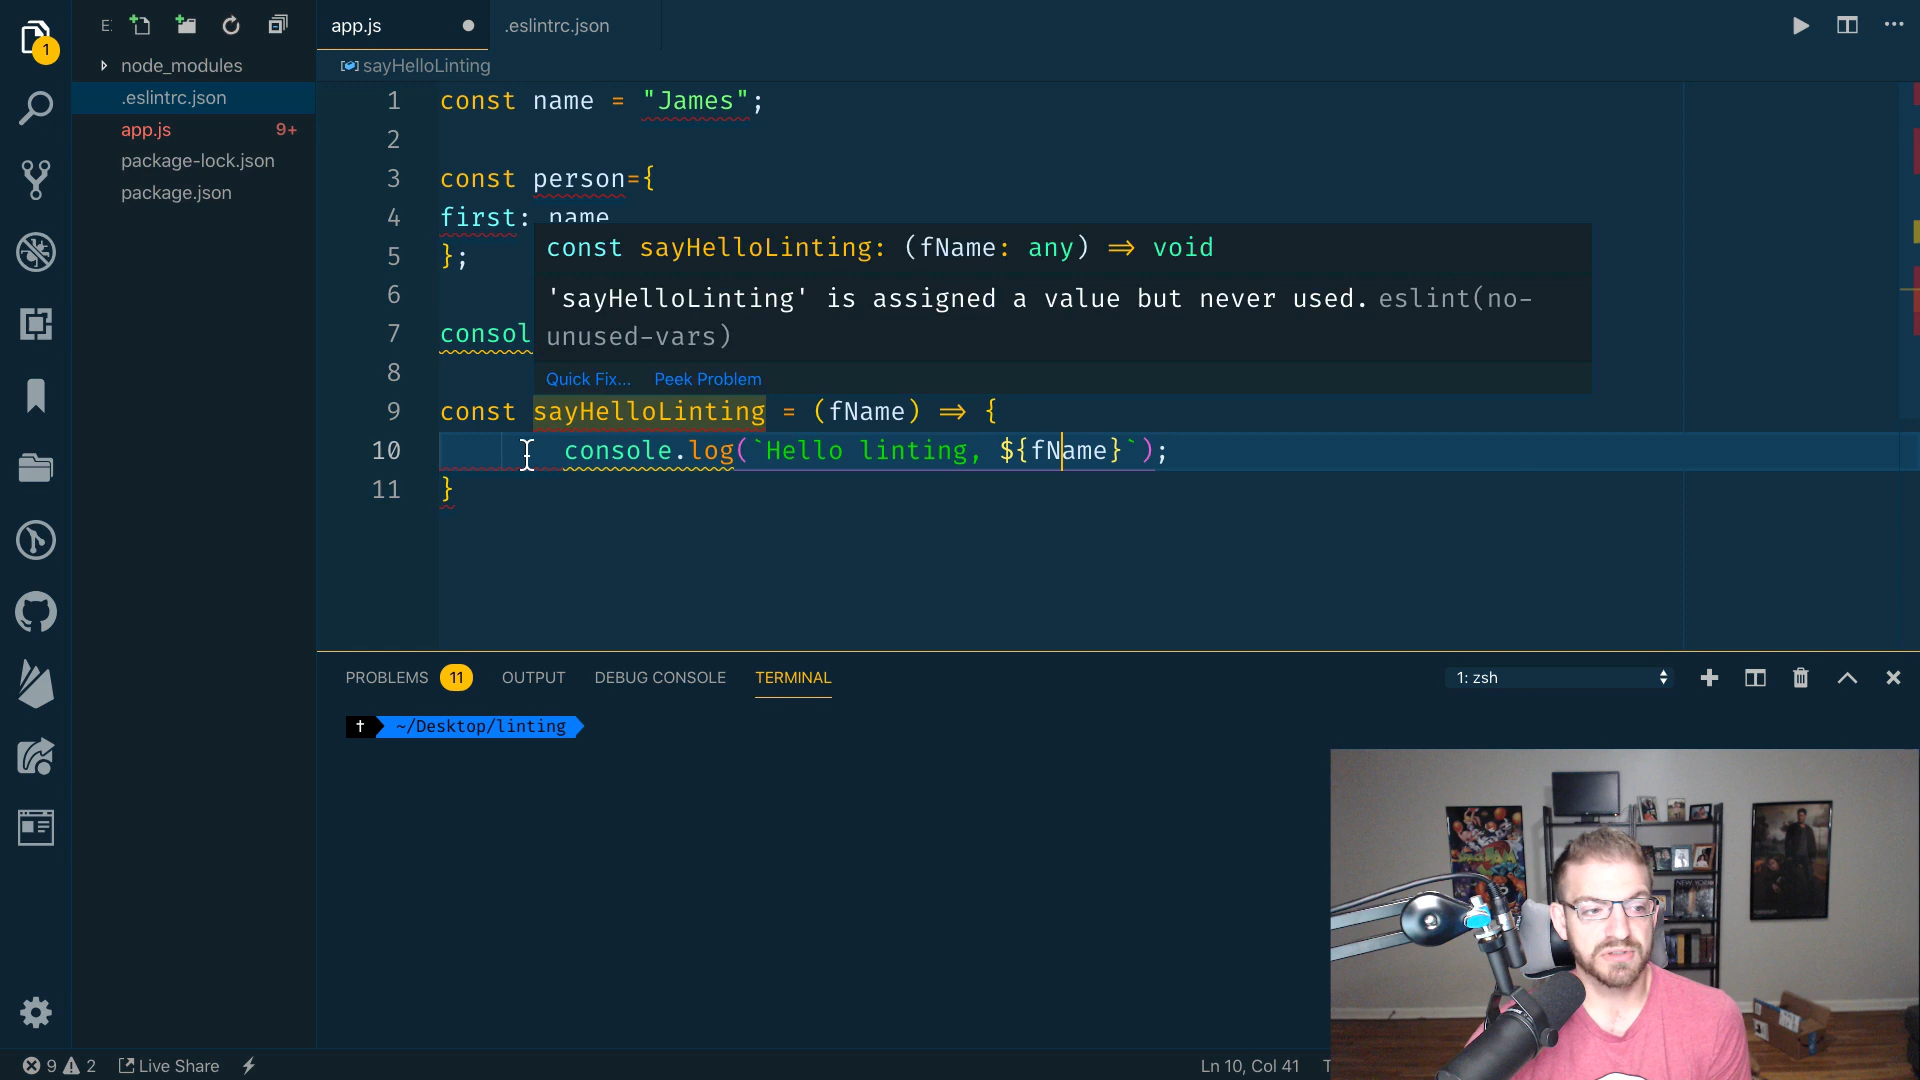 1
E:
app.js
.eslintrc.json
node_modules
.eslintrc.json
app.js 9+
package-lock.json
package.json
sayHelloLinting
1 const name = "James";
2
3 const person={
4 first: name
5 };
6
7 consol
8
9 const sayHelloLinting = (fName) => {
10 console.log(`Hello linting, ${fName}`);
11 }
const sayHelloLinting: (fName: any) => void
'sayHelloLinting' is assigned a value but never used. eslint(no-
unused-vars)
Quick Fix... Peek Problem
PROBLEMS 11 OUTPUT DEBUG CONSOLE TERMINAL
1: zsh
~/Desktop/linting
NEW YORK
9 2 Live Share
Ln 10, Col 41